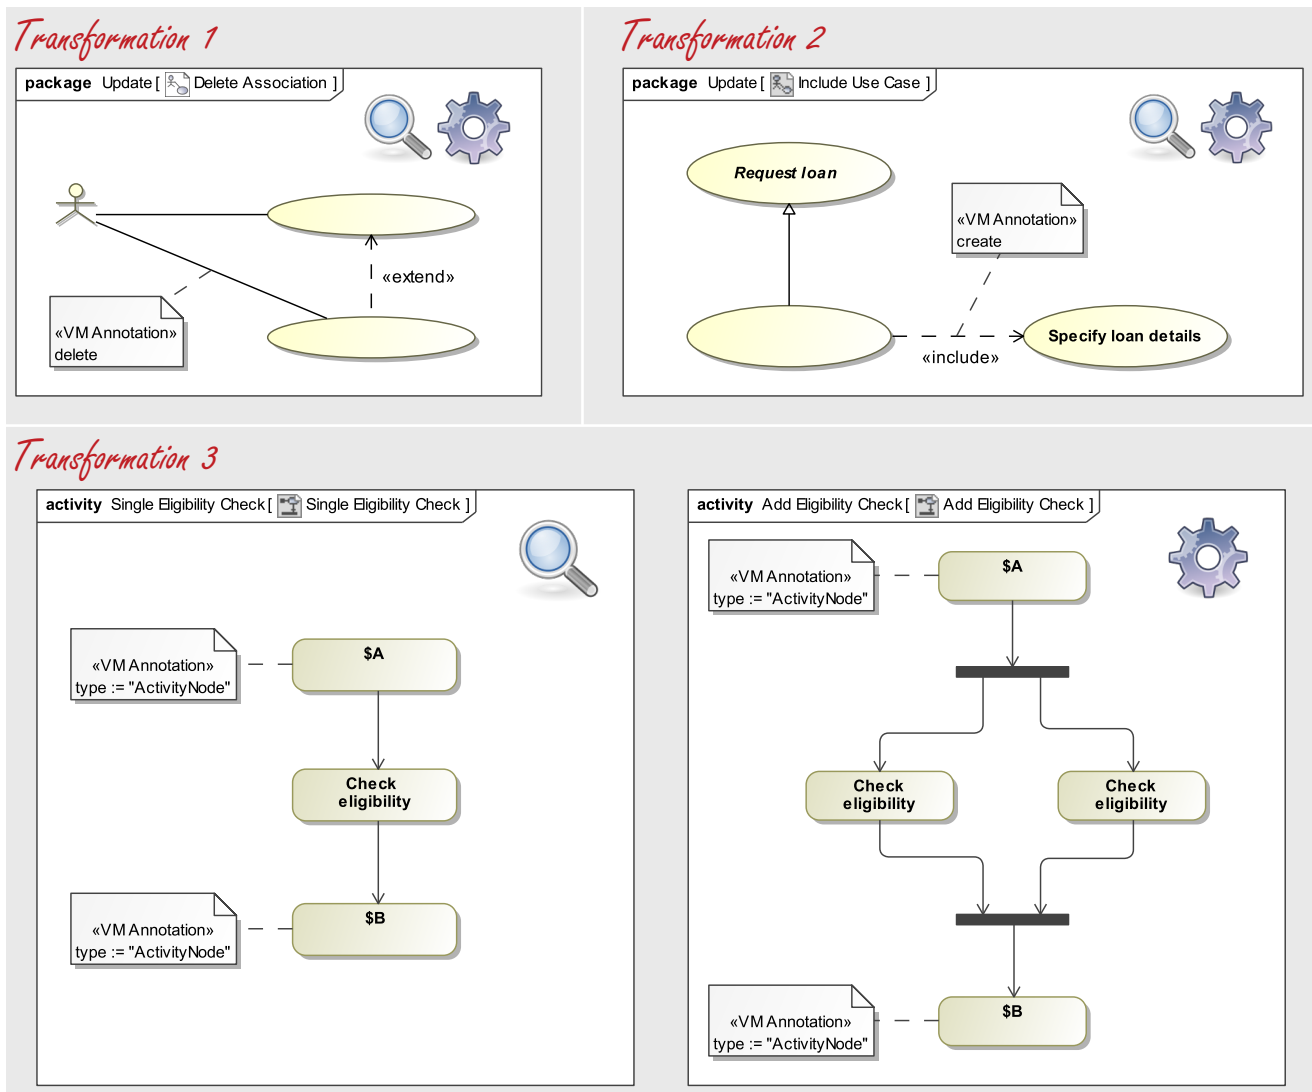 Transformation 1
package Update [ Delete Association ]
«extend»
«VM Annotation»
delete
Transformation 2
package Update [ Include Use Case ]
Request loan
«VM Annotation»
create
«include»
Specify loan details
Transformation 3
activity Single Eligibility Check [ Single Eligibility Check ]
«VM Annotation»
type := "ActivityNode"
$A
Check
eligibility
«VM Annotation»
type := "ActivityNode"
$B
activity Add Eligibility Check [ Add Eligibility Check ]
«VM Annotation»
type := "ActivityNode"
$A
Check
eligibility
Check
eligibility
«VM Annotation»
type := "ActivityNode"
$B